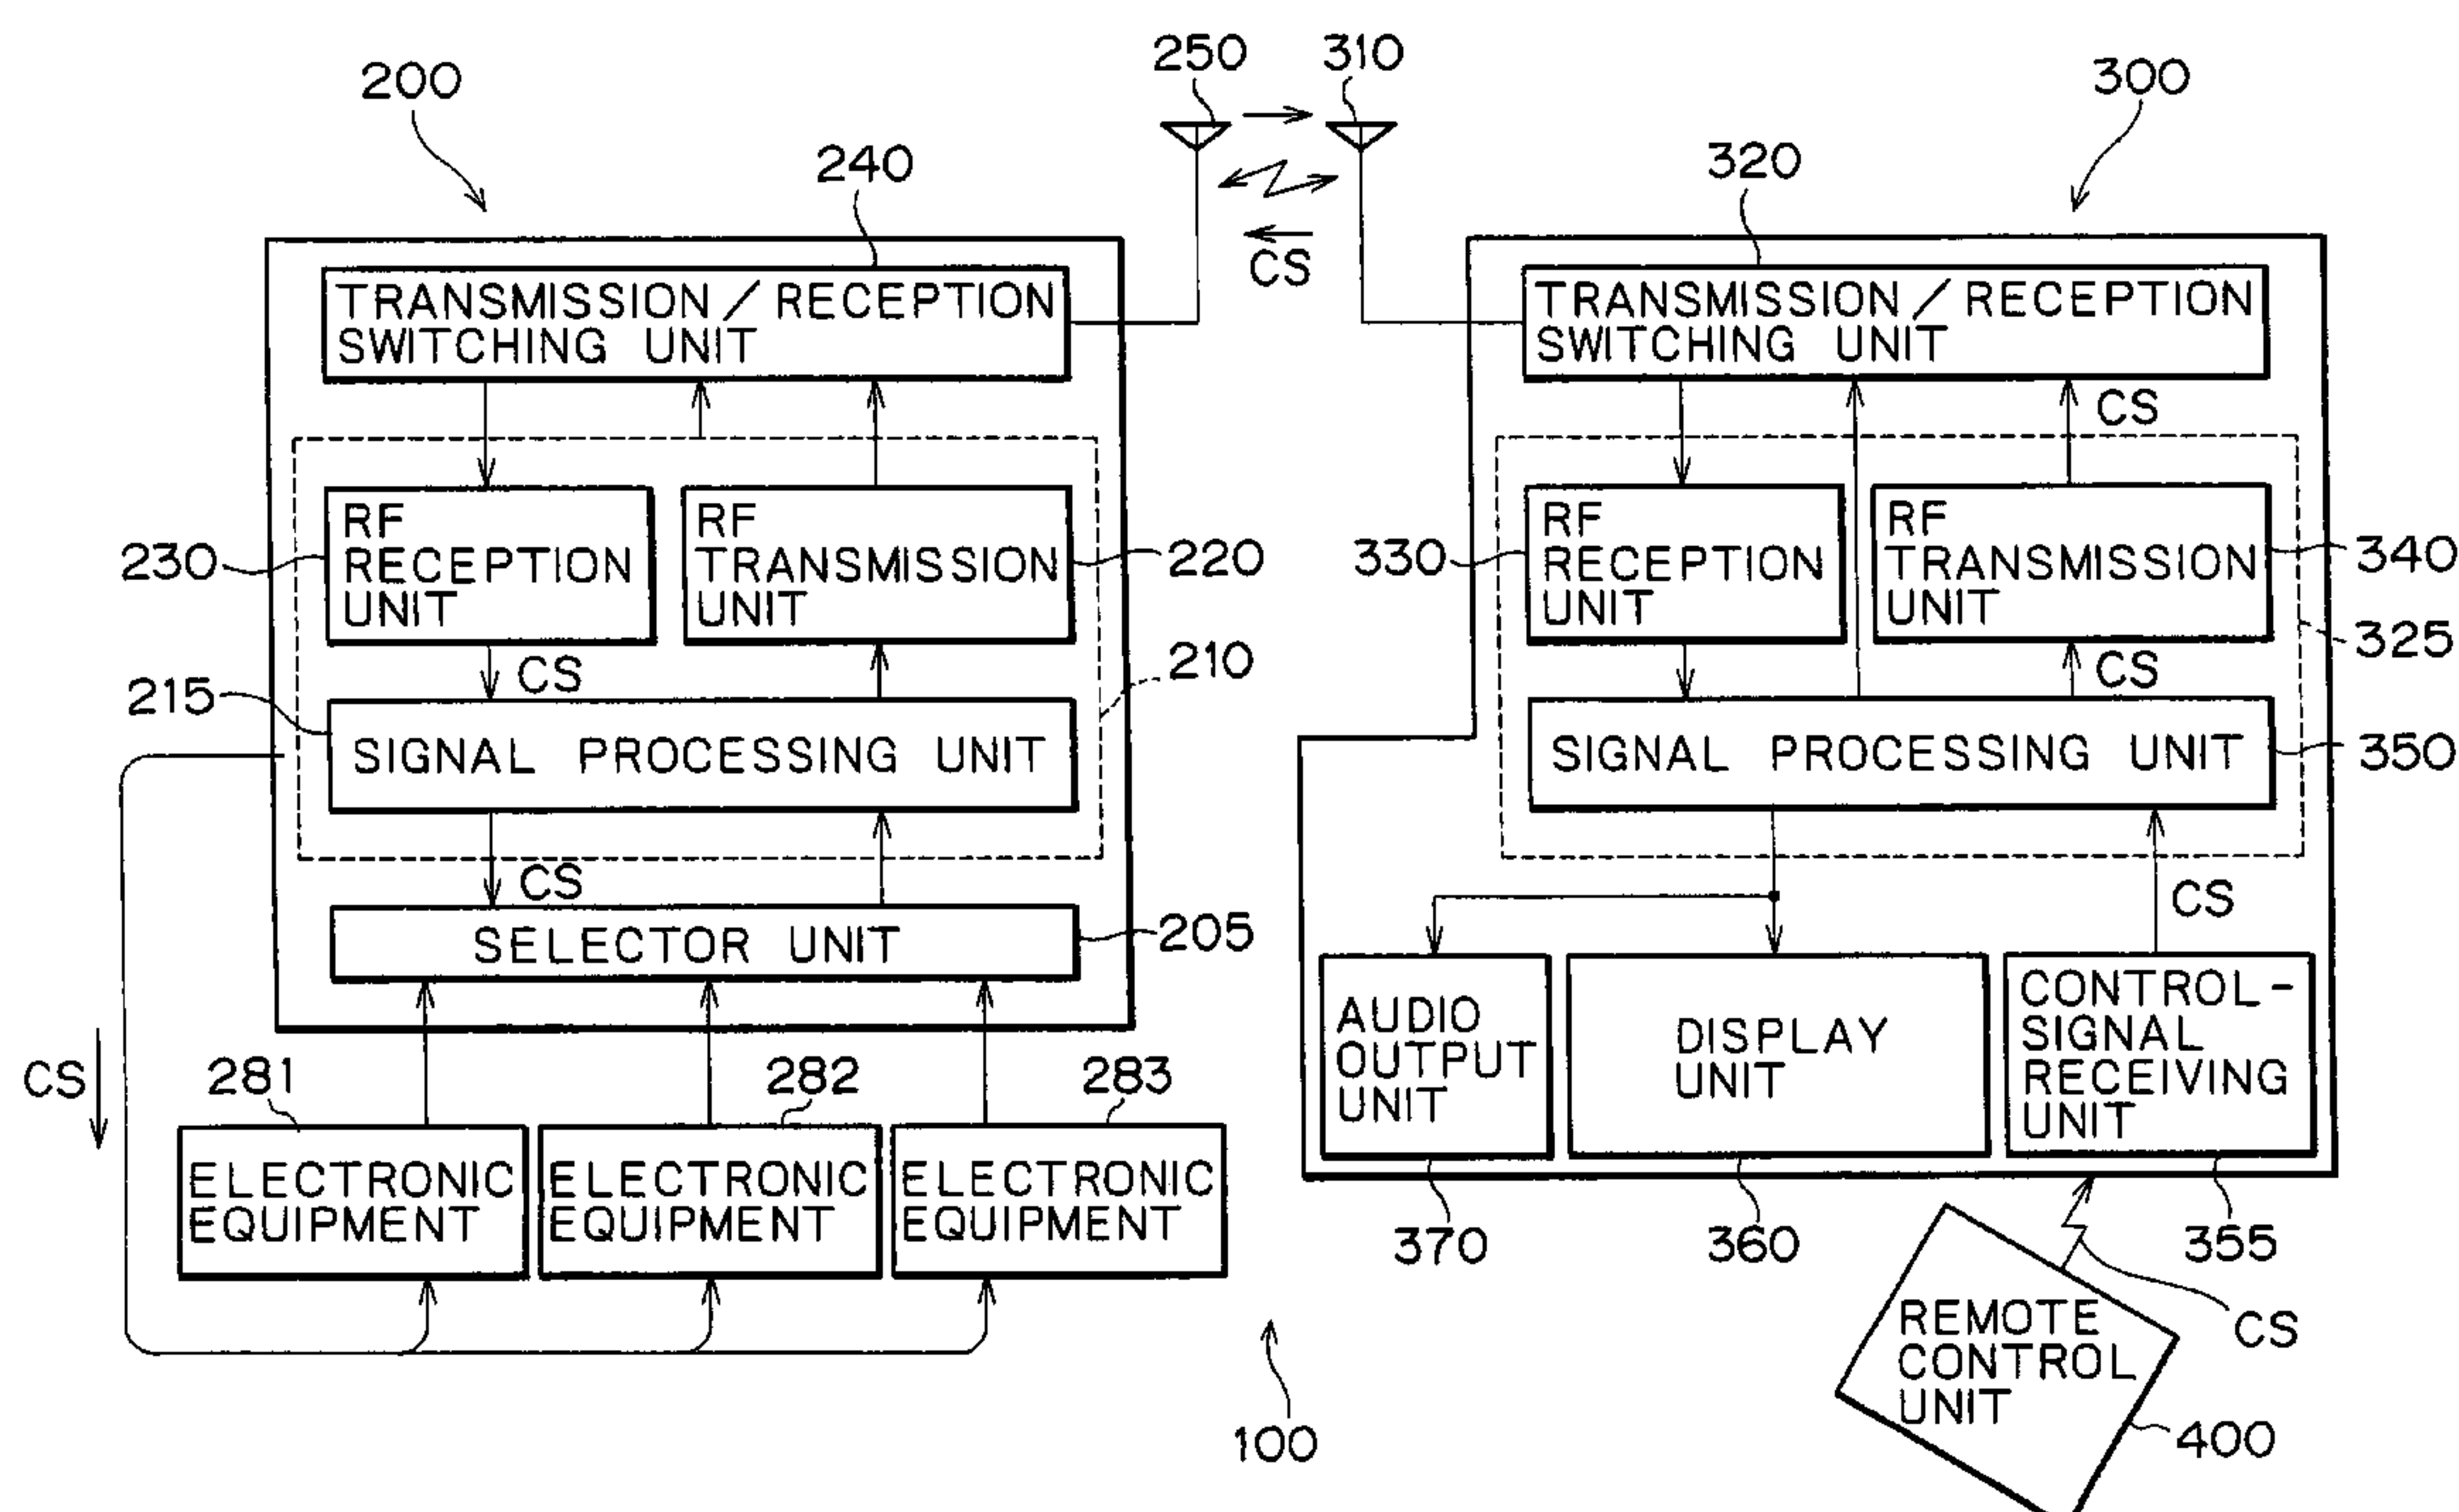 250
310
200
300
240
320
CS
TRANSMISSION/RECEPTION
SWITCHING UNIT
TRANSMISSION/RECEPTION
SWITCHING UNIT
CS
RF
RECEPTION
UNIT
RF
TRANSMISSION
UNIT
230
220
RF
RECEPTION
UNIT
RF
TRANSMISSION
UNIT
330
340
325
210
CS
CS
215
SIGNAL PROCESSING UNIT
SIGNAL PROCESSING UNIT
350
CS
CS
SELECTOR UNIT
205
AUDIO
OUTPUT
UNIT
DISPLAY
UNIT
CONTROL-
SIGNAL
RECEIVING
UNIT
CS
281
282
283
ELECTRONIC
EQUIPMENT
ELECTRONIC
EQUIPMENT
ELECTRONIC
EQUIPMENT
370
360
355
CS
REMOTE
CONTROL
UNIT
400
100